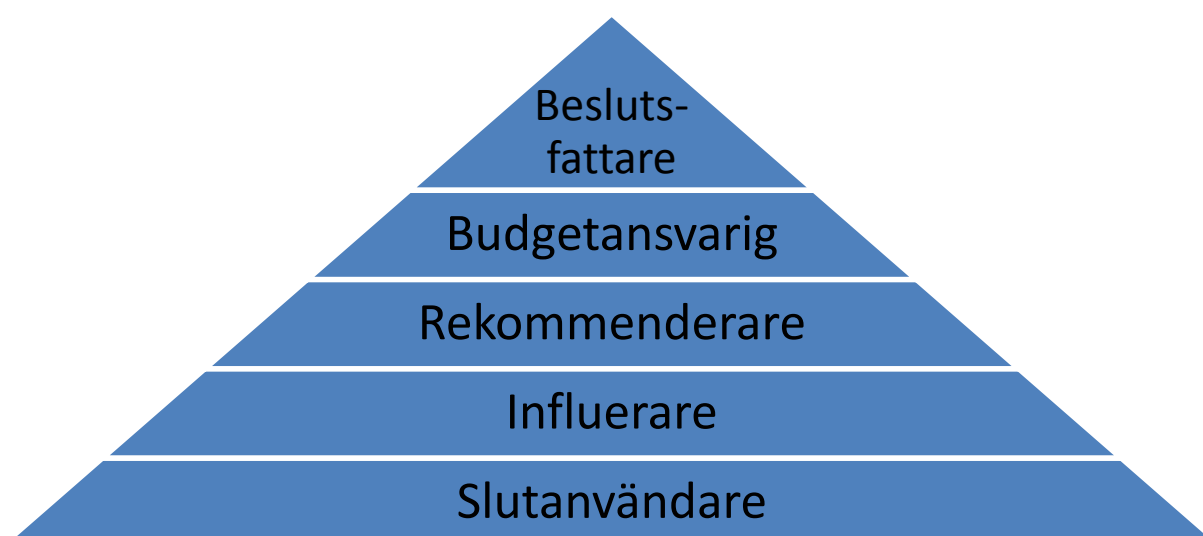 Besluts-
fattare
Budgetansvarig
Rekommenderare
Influerare
Slutanvändare